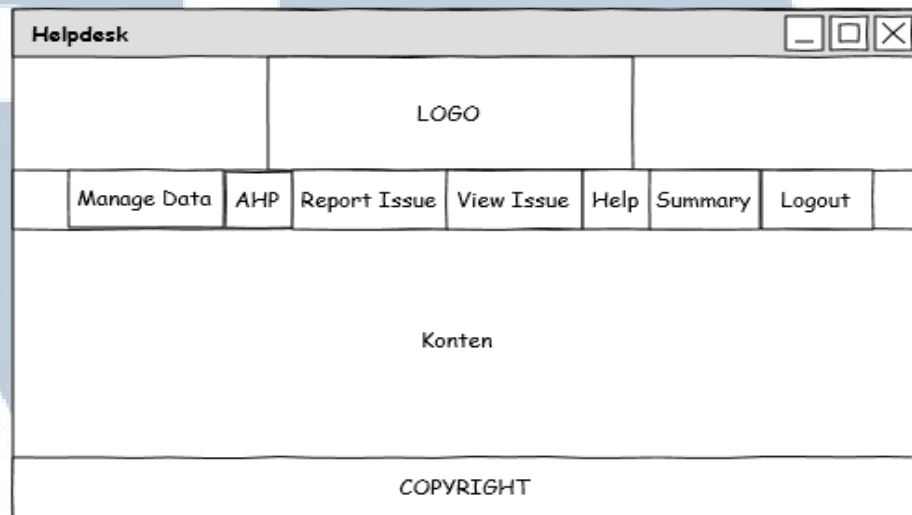 Helpdesk
LOGO
Manage Data AHP Report Issue View Issue Help Summary Logout
Konten
COPYRIGHT